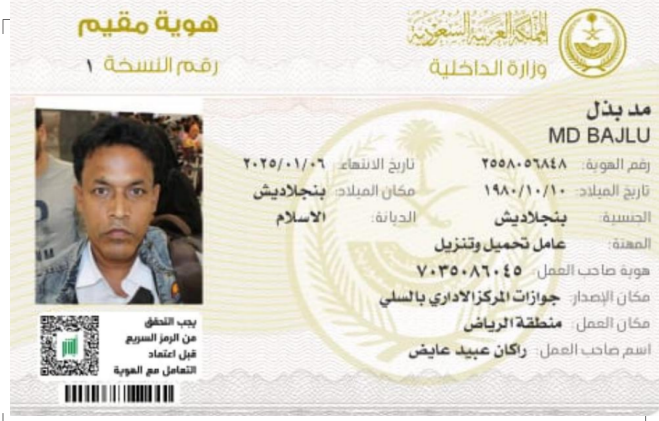 هوية مقيم
رقم النسخة ١
المملكة العربية السعودية
وزارة الداخلية
مد بذل
MD BAJLU
رقم الهوية: ٢٥٥٨٠٥٦٨٤٨
تاريخ الانتهاء: ٢٠٢٥/٠١/٠٦
تاريخ الميلاد: ١٩٨٠/١٠/١٠
مكان الميلاد: بنجلاديش
الجنسية: بنجلاديش
الديانة: الاسلام
المهنة: عامل تحميل وتنزيل
هوية صاحب العمل: ٧٠٣٥٠٨٦٠٤٥
مكان الإصدار: جوازات المركز الاداري بالسلي
مكان العمل: منطقة الرياض
اسم صاحب العمل: راكان عبيد عايض
يجب التحقق
من الرمز السريع
قبل اعتماد
التعامل مع الهوية